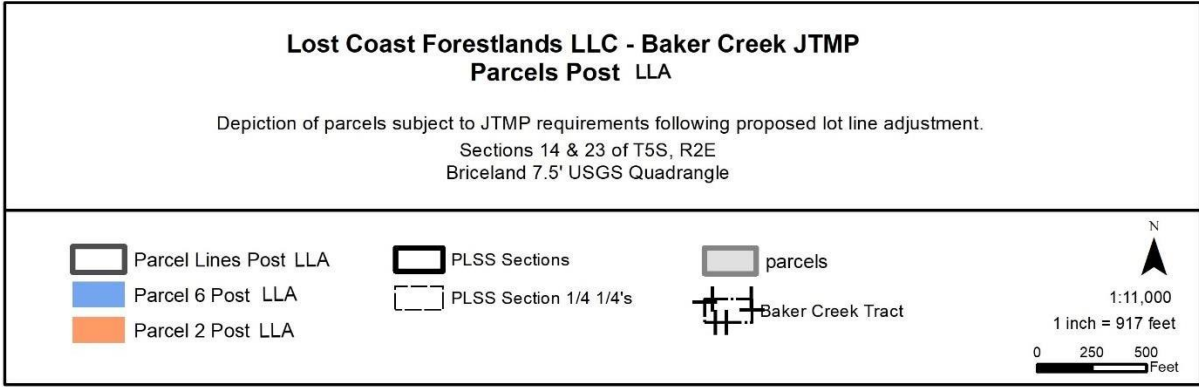 Lost Coast Forestlands LLC - Baker Creek JTMP
Parcels Post LLA
Depiction of parcels subject to JTMP requirements following proposed lot line adjustment.
Sections 14 & 23 of T5S, R2E
Briceland 7.5' USGS Quadrangle
Parcel Lines Post LLA
Parcel 6 Post LLA
Parcel 2 Post LLA
PLSS Sections
PLSS Section 1/4 1/4's
parcels
Baker Creek Tract
N
1:11,000
1 inch = 917 feet
0 250 500
Feet